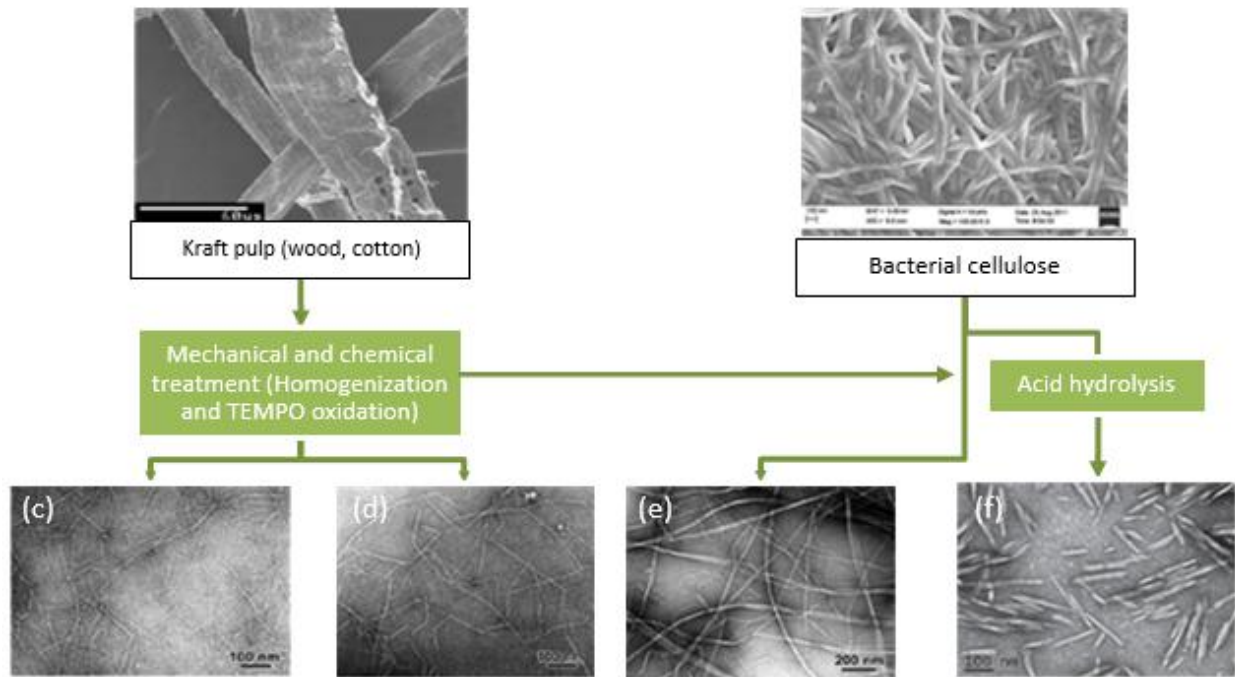 Kraft pulp (wood, cotton)
Bacterial cellulose
Mechanical and chemical
treatment (Homogenization
and TEMPO oxidation)
Acid hydrolysis
(c)
(d)
(e)
(f)
100 nm
200 nm
100 nm